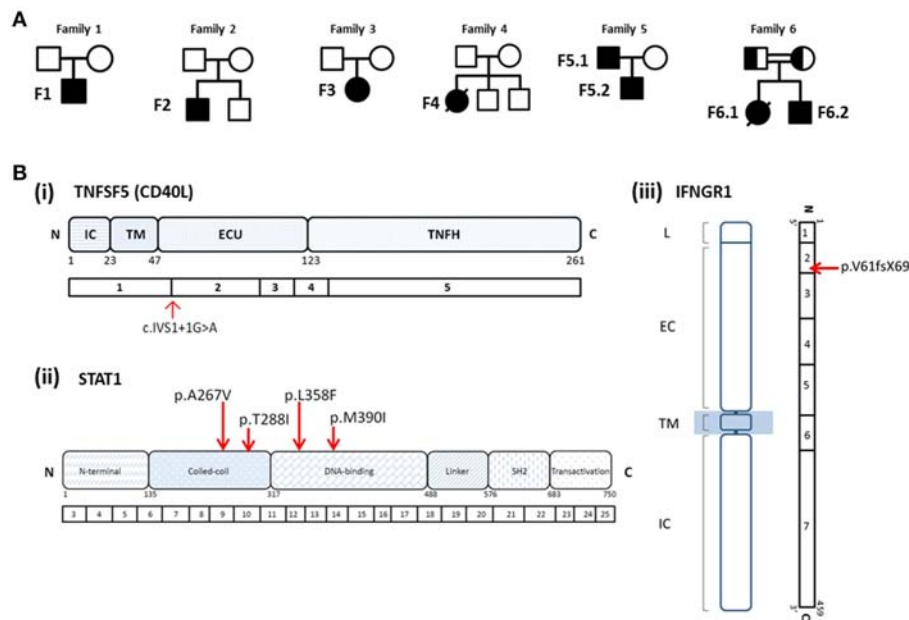 A
Family 1
Family 2
Family 3
Family 4
Family 5
Family 6
F1
F2
F3
F4
F5.1
F5.2
F6.1
F6.2
B
(i) TNFSF5 (CD40L)
N IC TM ECU TNFH C
1 23 47 123 261
1 2 3 4 5
c.IVS1+1G>A
(ii) STAT1
p.A267V
p.L358F
p.T288I
p.M390I
N N-terminal Coiled-coil DNA-binding Linker SH2 Transactivation C
1 135 317 488 576 683 750
3 4 5 6 7 8 9 10 11 12 13 14 15 16 17 18 19 20 21 22 23 24 25
(iii) IFNGR1
L
EC
TM
IC
N
5' 1
1
2
p.V61fsX69
3
4
5
6
7
3' 459
C